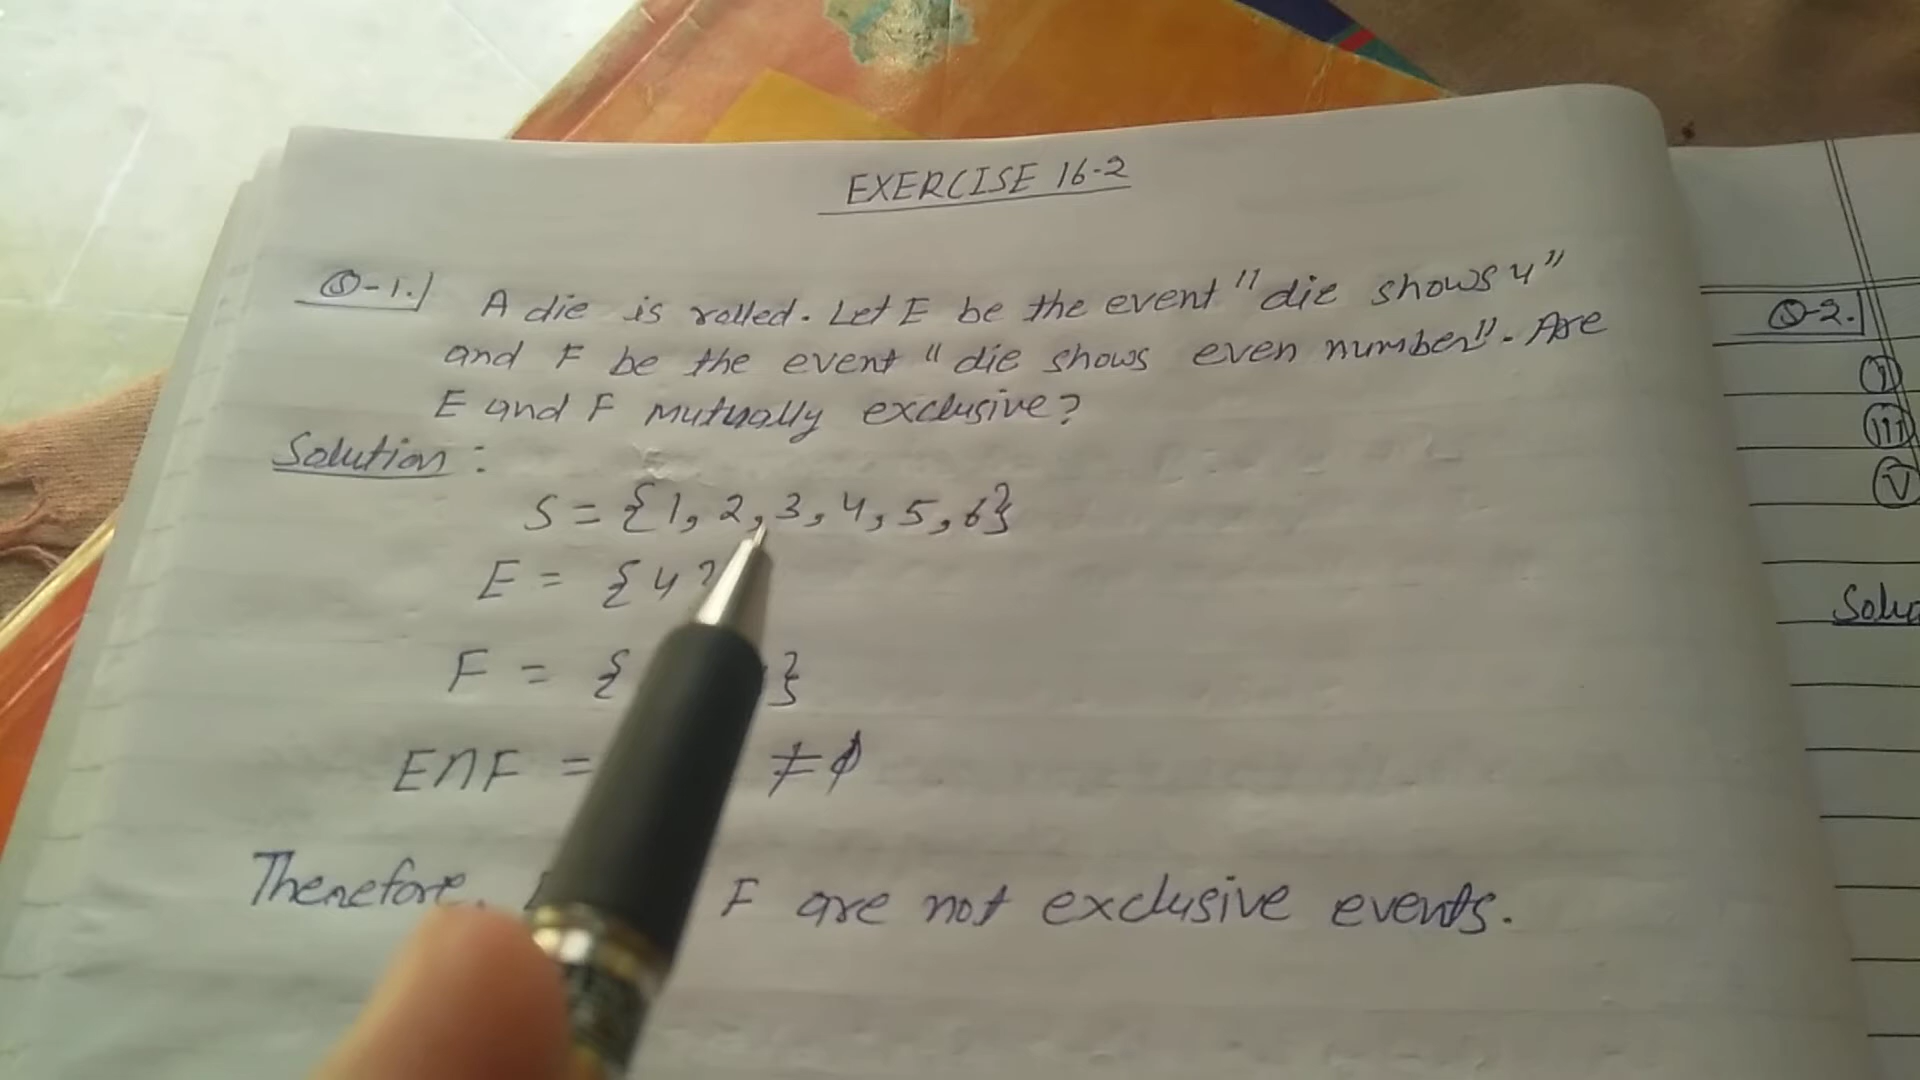 EXERCISE 16-2
Q-1. A die is rolled. Let E be the event "die shows 4"
and F be the event "die shows even number". Are
E and F mutually exclusive?
Solution :
S = {1, 2, 3, 4, 5, 6}
E = {4}
F = { }
E∩F = ≠ ϕ
Therefore, F are not exclusive events.
Q-2.
i
iii
v